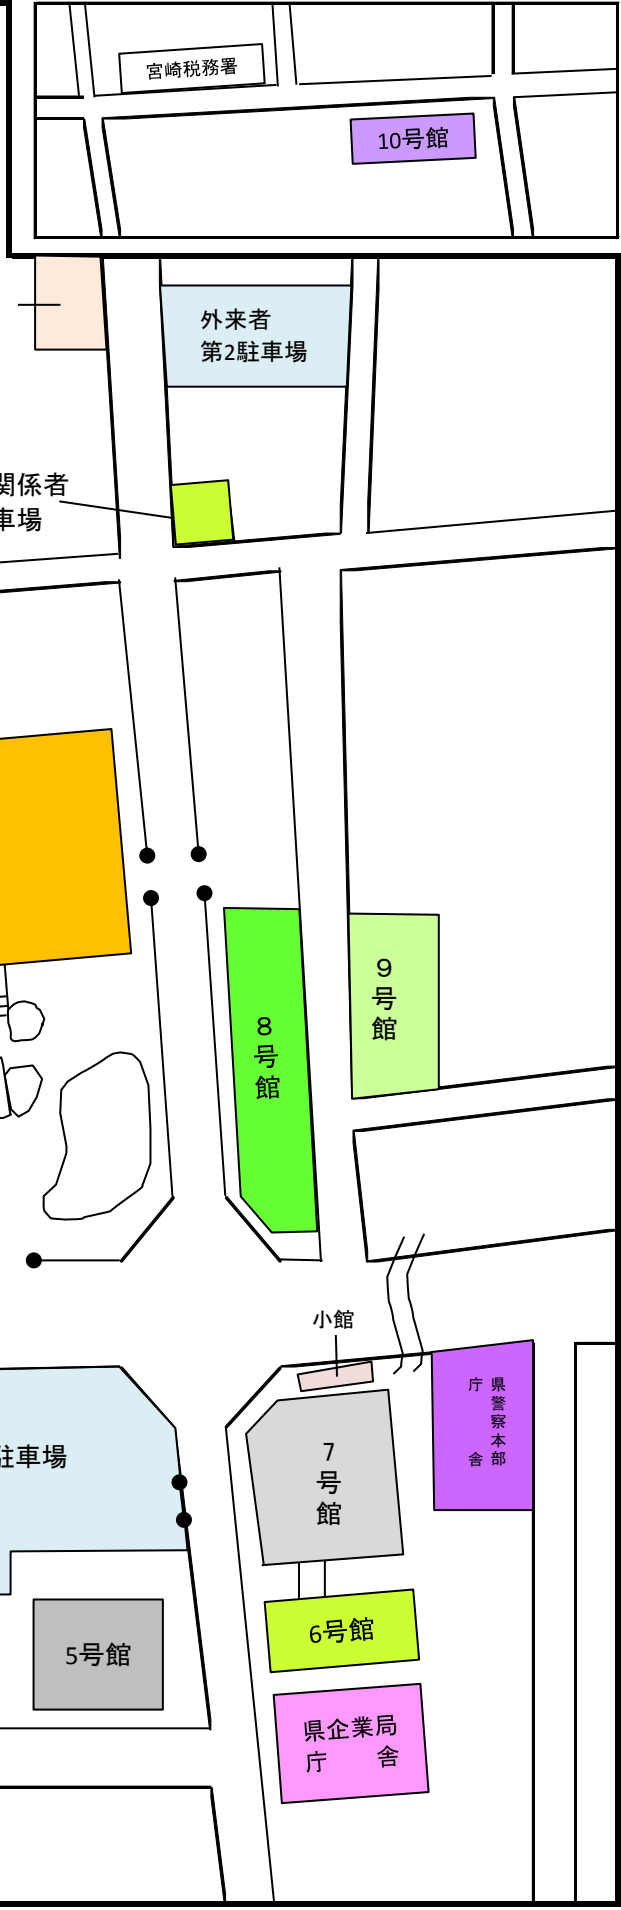 宮崎税務署
10号館
外来者
第2駐車場
関係者
車場
9号館
8号館
小館
県警察本部
庁舎
7号館
駐車場
6号館
5号館
県企業局
庁　舎